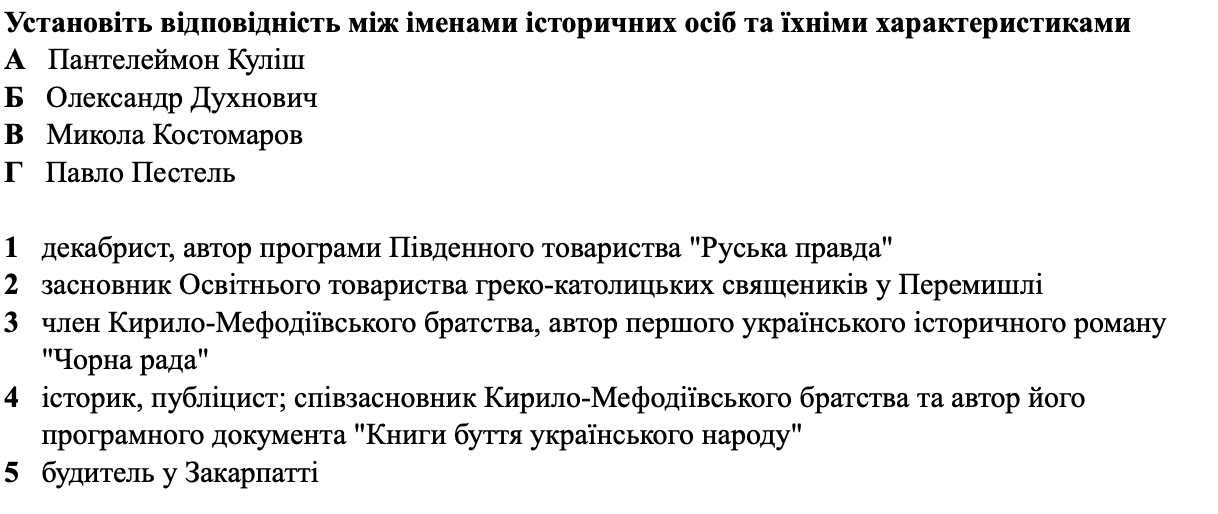 Установіть відповідність між іменами історичних осіб та їхніми характеристиками
А Пантелеймон Куліш
Б Олександр Духнович
В Микола Костомаров
Г Павло Пестель
1 декабрист, автор програми Південного товариства "Руська правда"
2 засновник Освітнього товариства греко-католицьких священиків у Перемишлі
3 член Кирило-Мефодіївського братства, автор першого українського історичного роману
"Чорна рада"
4 історик, публіцист; співзасновник Кирило-Мефодіївського братства та автор його
програмного документа "Книги буття українського народу"
5 будитель у Закарпатті